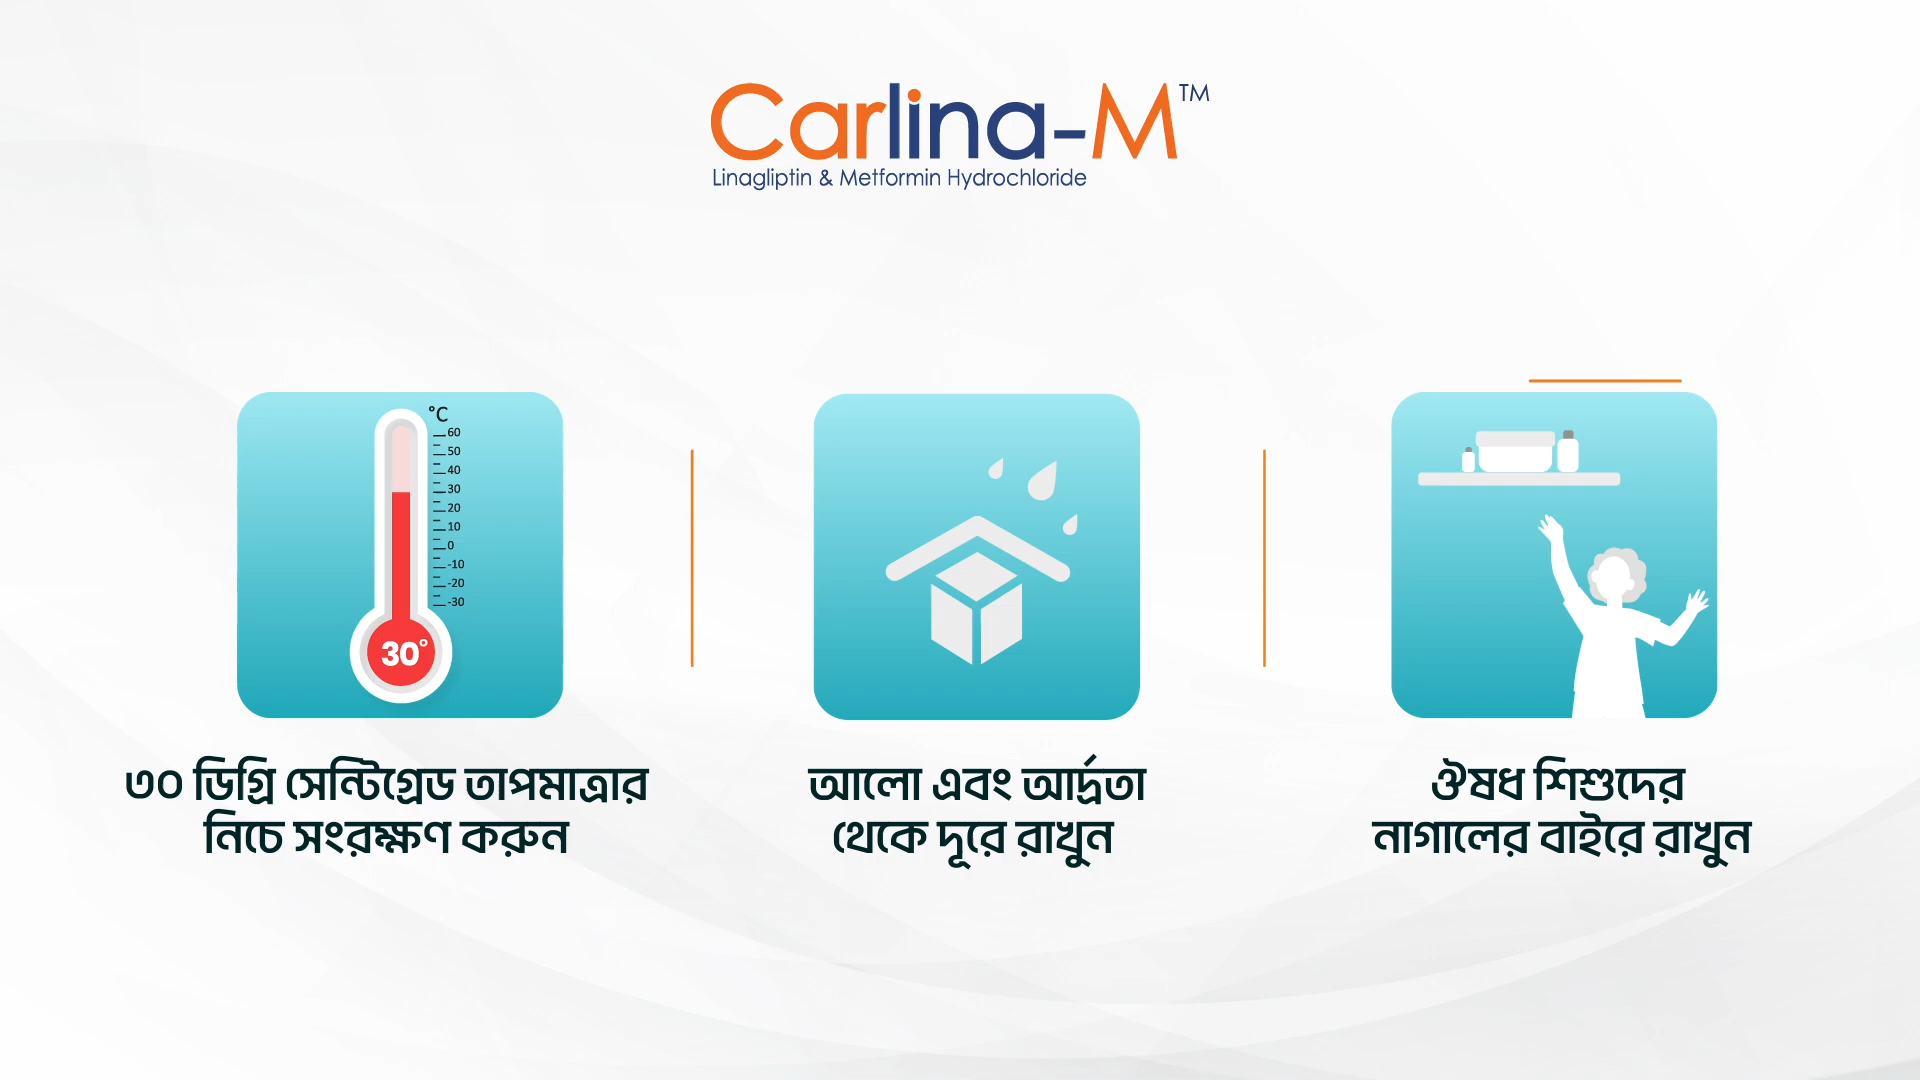 Carlina-M™
Linagliptin & Metformin Hydrochloride
°C
60
50
40
30
20
10
0
-10
-20
-30
30°
৩০ ডিগ্রি সেন্টিগ্রেড তাপমাত্রার
নিচে সংরক্ষণ করুন
আলো এবং আর্দ্রতা
থেকে দূরে রাখুন
ঔষধ শিশুদের
নাগালের বাইরে রাখুন